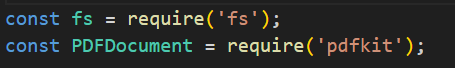 const fs = require('fs');
const PDFDocument = require('pdfkit');